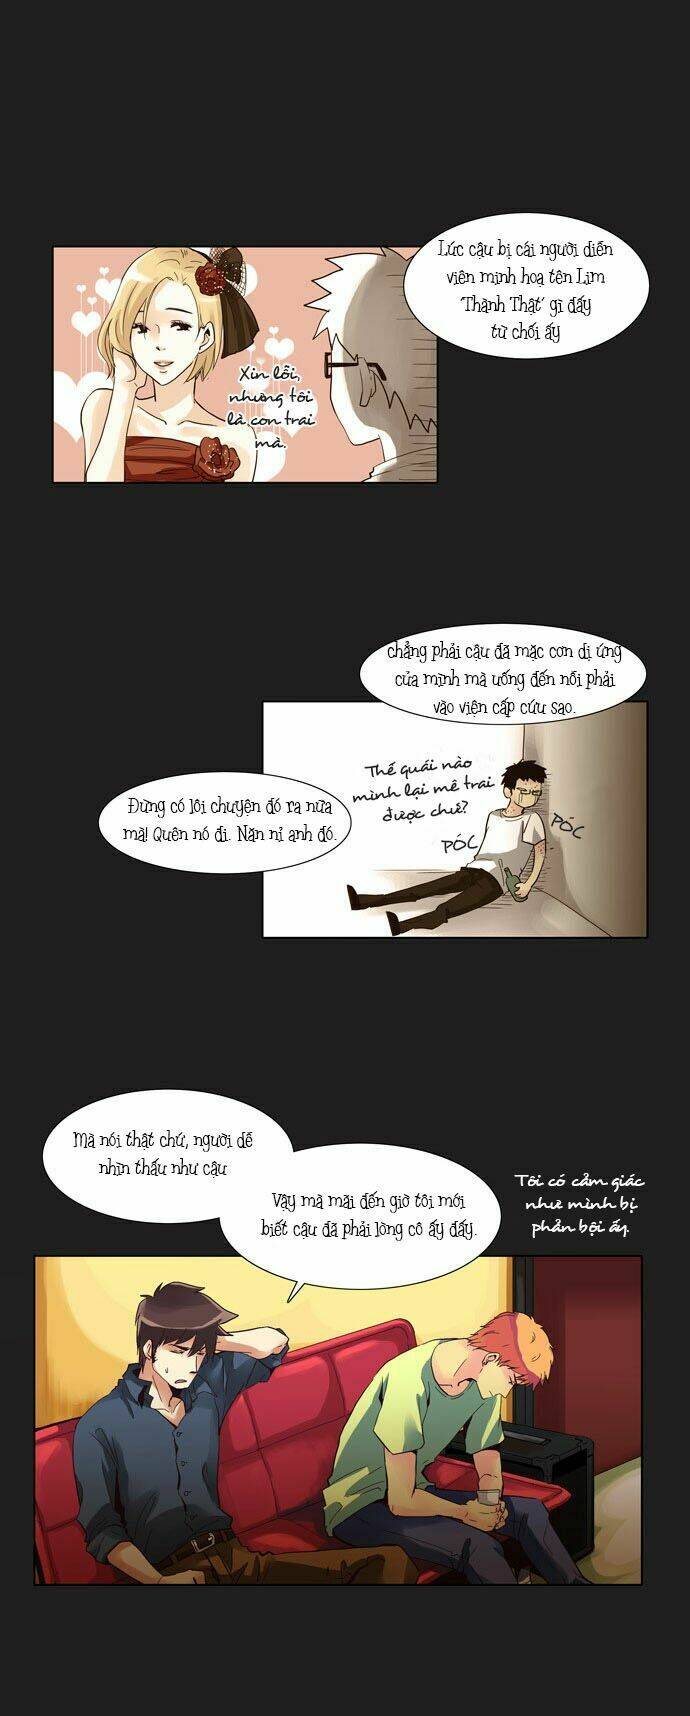 Lúc cậu bị cái người diễn
viên minh hoạ tên Lim
'Thành Thật' gì đấy
từ chối ấy
Xin lỗi,
nhưng tôi
là con trai
mà.
chẳng phải cậu đã mặc cơn dị ứng
của mình mà uống đến nỗi phải
vào viện cấp cứu sao.
Thế quái nào
mình lại mê trai
được chứ?
PÓC
PÓC
Đừng có lôi chuyện đó ra nữa
mà! Quên nó đi. Nạn nỉ anh đó.
Mà nói thật chứ, người dễ
nhìn thấu như cậu
Vậy mà mãi đến giờ tôi mới
biết cậu đã phải lòng cô ấy đấy.
Tôi có cảm giác
như mình bị
phản bội ấy.